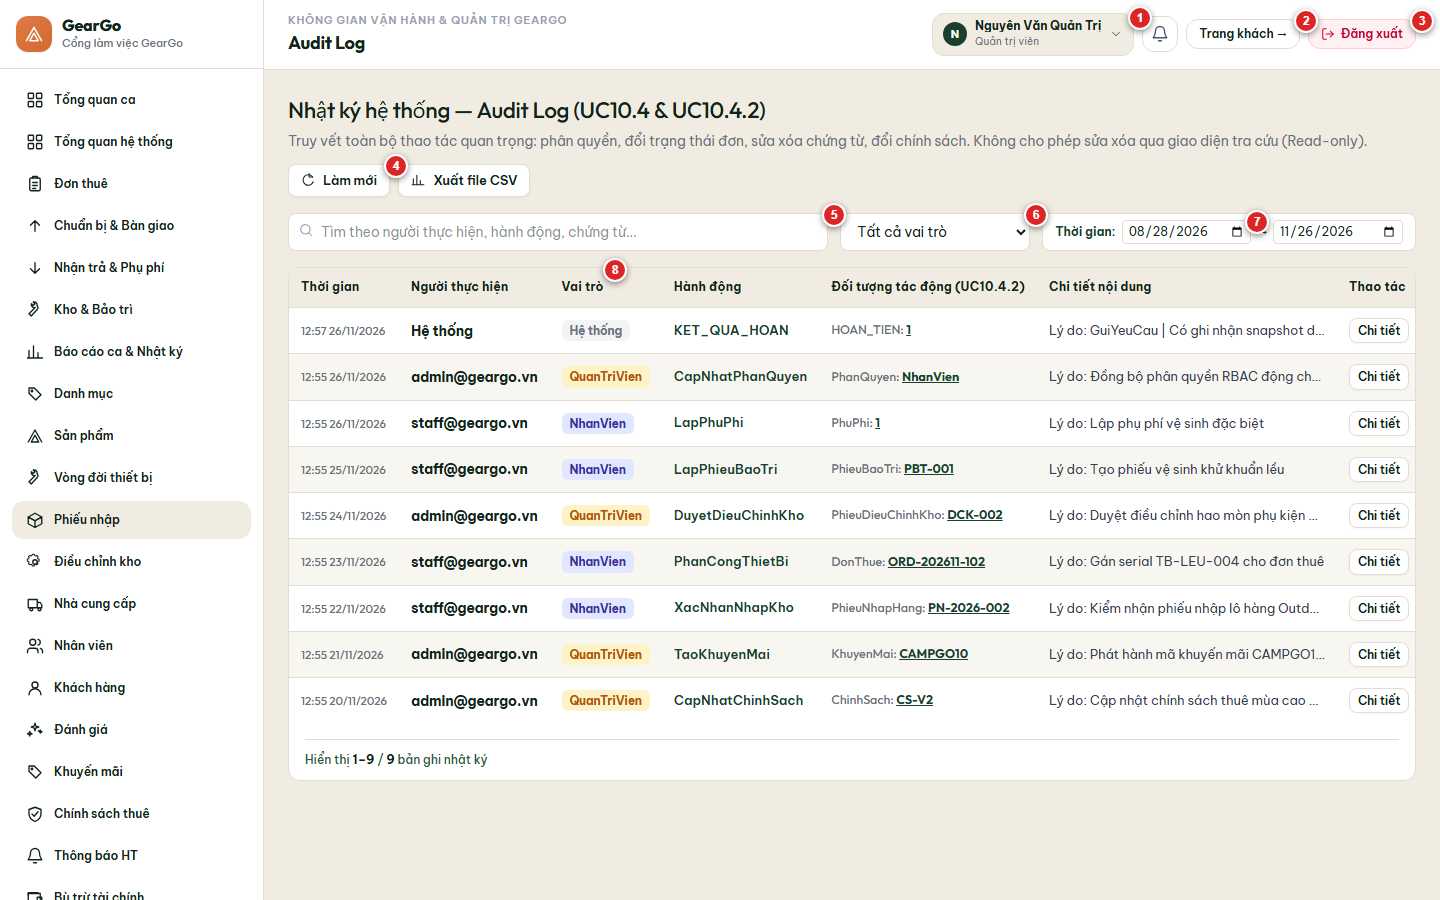 GearGo
Cổng làm việc GearGo
KHÔNG GIAN VẬN HÀNH & QUẢN TRỊ GEARGO
Audit Log
N
Nguyễn Văn Quản Trị
Quản trị viên
1
Trang khách →
2
Đăng xuất
3
Tổng quan ca
Tổng quan hệ thống
Đơn thuê
Chuẩn bị & Bàn giao
Nhận trả & Phụ phí
Kho & Bảo trì
Báo cáo ca & Nhật ký
Danh mục
Sản phẩm
Vòng đời thiết bị
Phiếu nhập
Điều chỉnh kho
Nhà cung cấp
Nhân viên
Khách hàng
Đánh giá
Khuyến mãi
Chính sách thuê
Thông báo HT
Bù trừ tài chính
Nhật ký hệ thống — Audit Log (UC10.4 & UC10.4.2)
Truy vết toàn bộ thao tác quan trọng: phân quyền, đổi trạng thái đơn, sửa xóa chứng từ, đổi chính sách. Không cho phép sửa xóa qua giao diện tra cứu (Read-only).
Làm mới
4
Xuất file CSV
Tìm theo người thực hiện, hành động, chứng từ...
5
Tất cả vai trò
6
Thời gian: 08/28/2026 - 11/26/2026
7
8
Thời gian Người thực hiện Vai trò Hành động Đối tượng tác động (UC10.4.2) Chi tiết nội dung Thao tác
12:57 26/11/2026 Hệ thống Hệ thống KET_QUA_HOAN HOAN_TIEN: 1 Lý do: GuiYeuCau | Có ghi nhận snapshot d... Chi tiết
12:55 26/11/2026 admin@geargo.vn QuanTriVien CapNhatPhanQuyen PhanQuyen: NhanVien Lý do: Đồng bộ phân quyền RBAC động ch... Chi tiết
12:55 26/11/2026 staff@geargo.vn NhanVien LapPhuPhi PhuPhi: 1 Lý do: Lập phụ phí vệ sinh đặc biệt Chi tiết
12:55 25/11/2026 staff@geargo.vn NhanVien LapPhieuBaoTri PhieuBaoTri: PBT-001 Lý do: Tạo phiếu vệ sinh khử khuẩn lều Chi tiết
12:55 24/11/2026 admin@geargo.vn QuanTriVien DuyetDieuChinhKho PhieuDieuChinhKho: DCK-002 Lý do: Duyệt điều chỉnh hao mòn phụ kiện ... Chi tiết
12:55 23/11/2026 staff@geargo.vn NhanVien PhanCongThietBi DonThue: ORD-202611-102 Lý do: Gán serial TB-LEU-004 cho đơn thuê Chi tiết
12:55 22/11/2026 staff@geargo.vn NhanVien XacNhanNhapKho PhieuNhapHang: PN-2026-002 Lý do: Kiểm nhận phiếu nhập lô hàng Outd... Chi tiết
12:55 21/11/2026 admin@geargo.vn QuanTriVien TaoKhuyenMai KhuyenMai: CAMPGO10 Lý do: Phát hành mã khuyến mãi CAMPGO1... Chi tiết
12:55 20/11/2026 admin@geargo.vn QuanTriVien CapNhatChinhSach ChinhSach: CS-V2 Lý do: Cập nhật chính sách thuê mùa cao ... Chi tiết
Hiển thị 1–9 / 9 bản ghi nhật ký